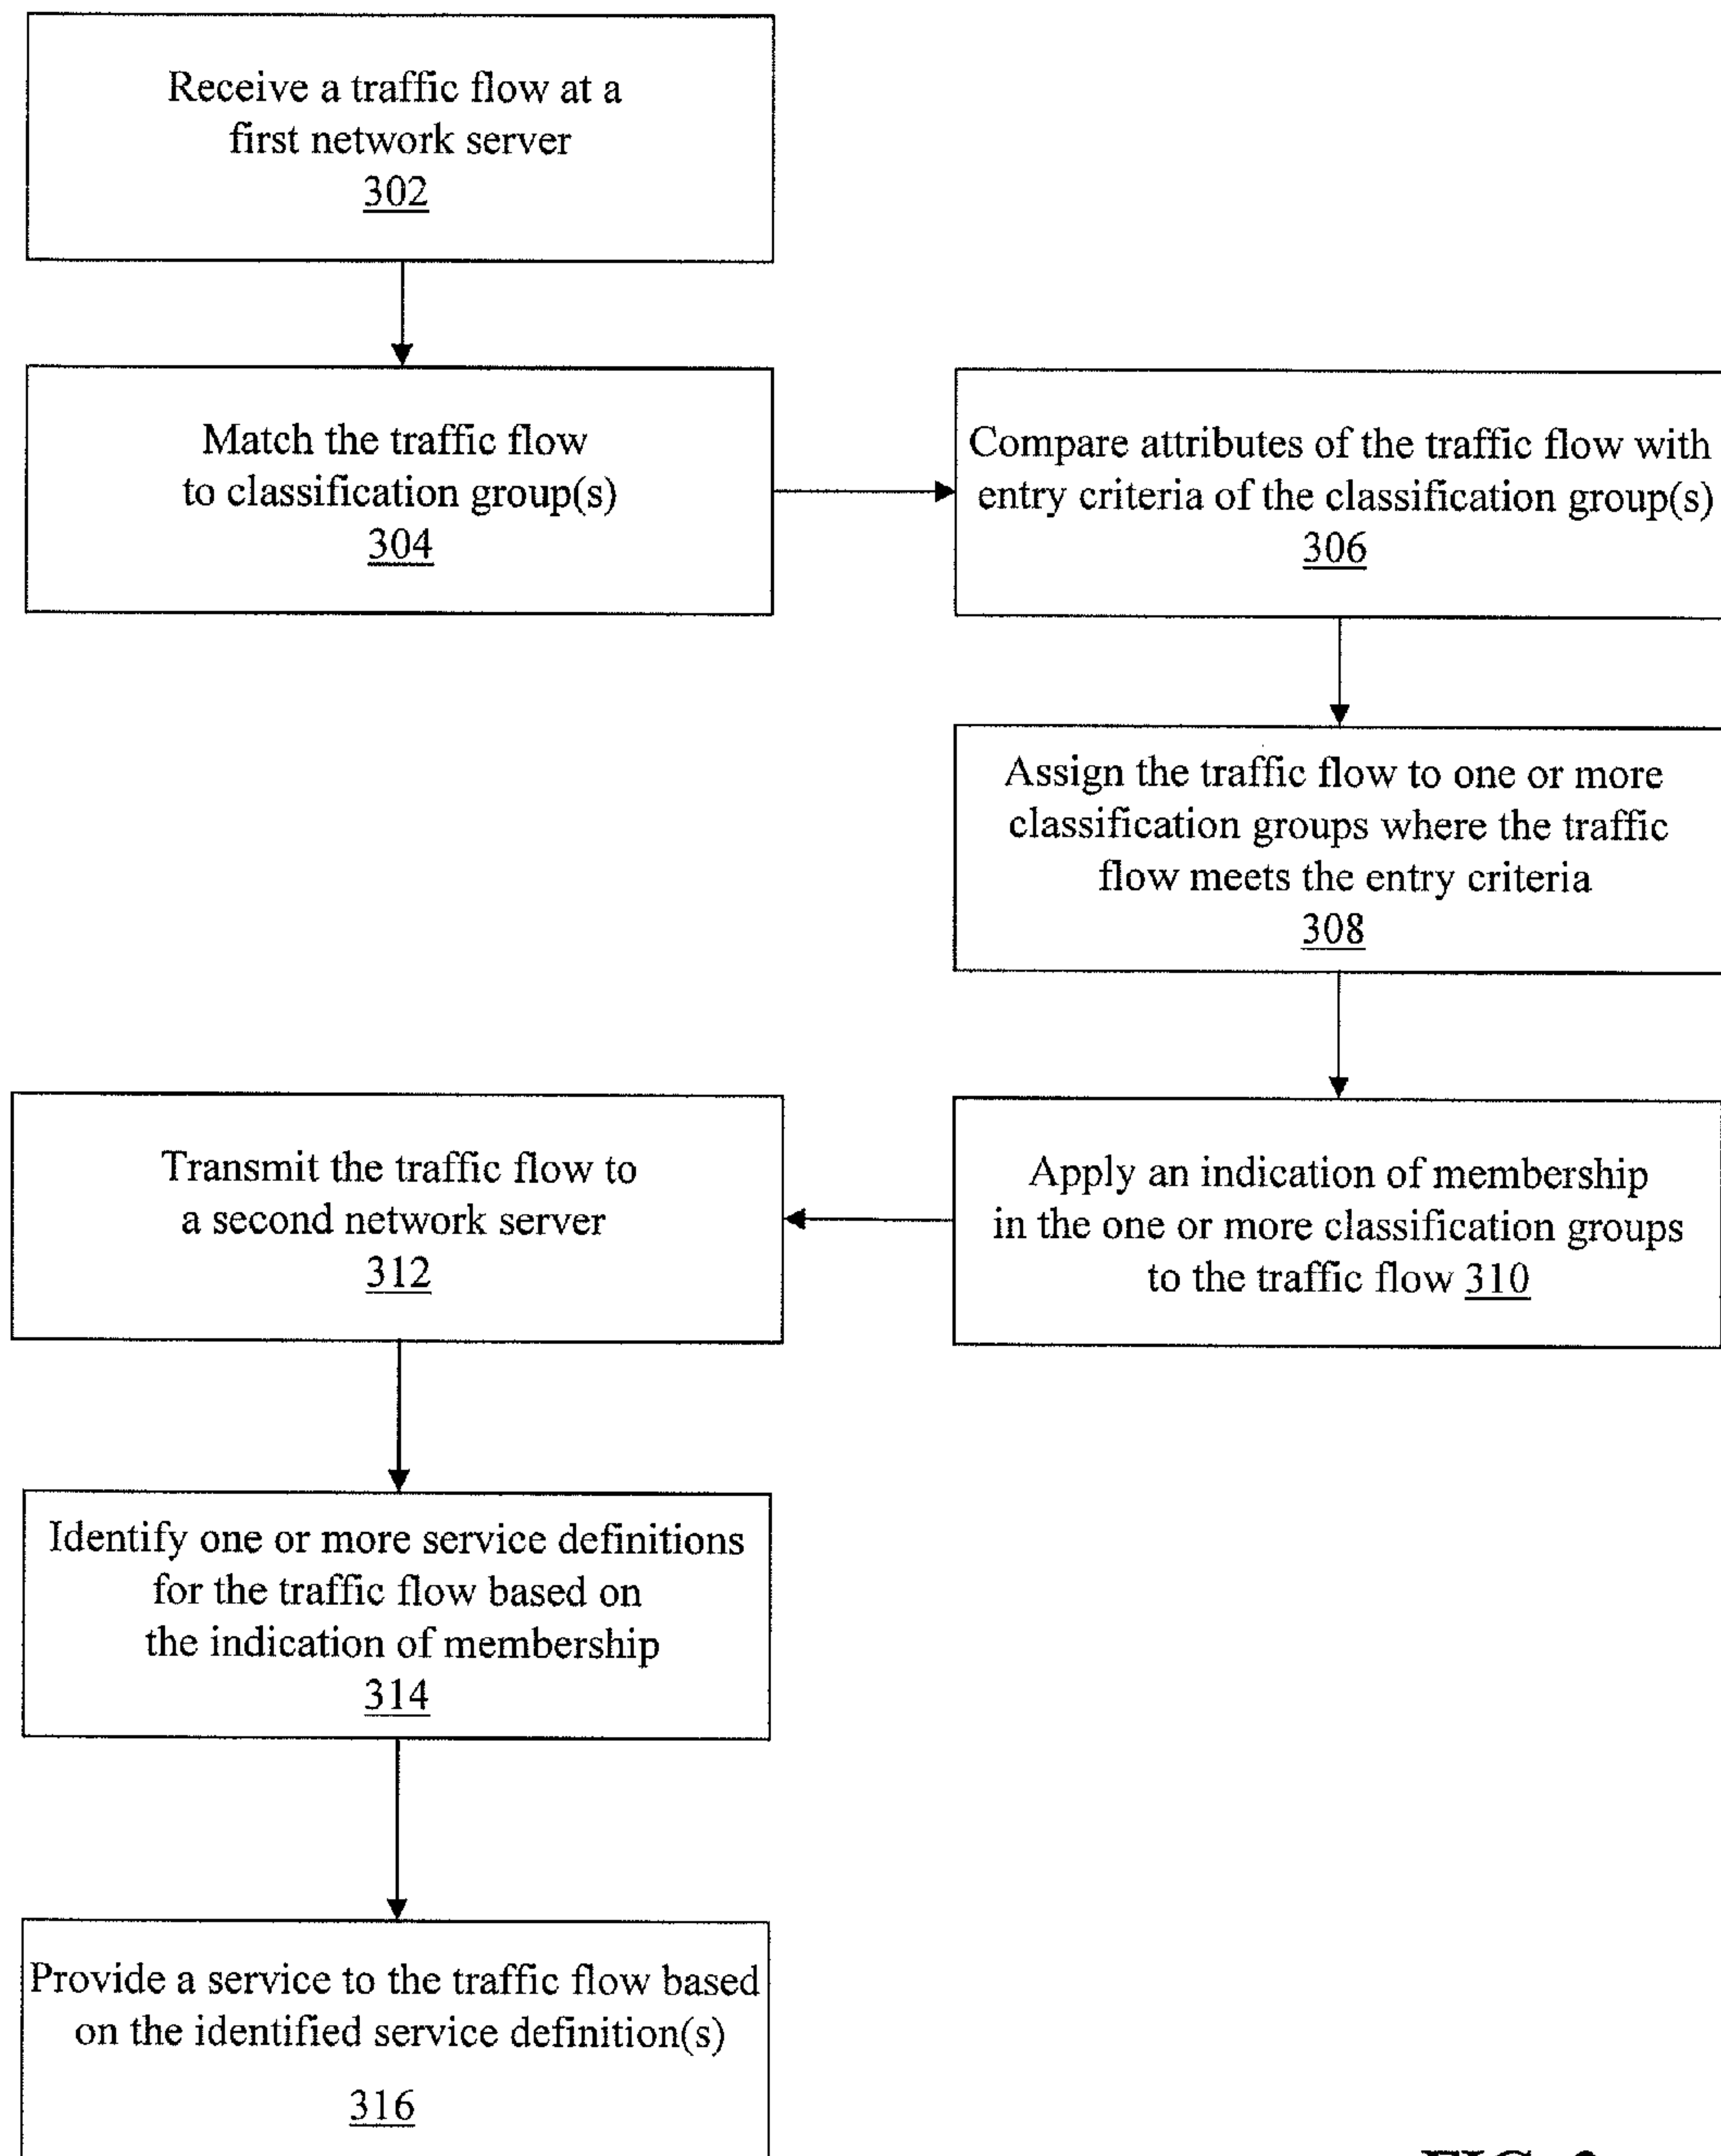 Receive a traffic flow at a
first network server
302
Match the traffic flow
to classification group(s)
304
Compare attributes of the traffic flow with
entry criteria of the classification group(s)
306
Assign the traffic flow to one or more
classification groups where the traffic
flow meets the entry criteria
308
Apply an indication of membership
in the one or more classification groups
to the traffic flow 310
Transmit the traffic flow to
a second network server
312
Identify one or more service definitions
for the traffic flow based on
the indication of membership
314
Provide a service to the traffic flow based
on the identified service definition(s)
316